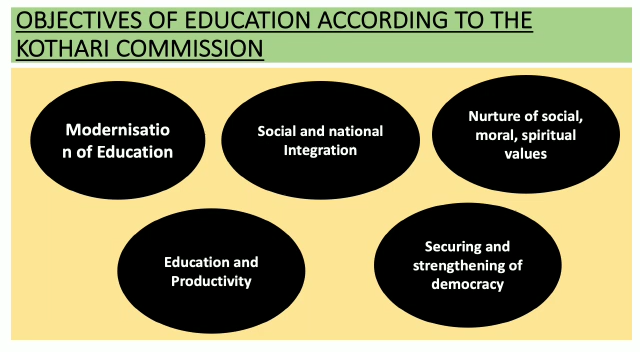 OBJECTIVES OF EDUCATION ACCORDING TO THE
KOTHARI COMMISSION
Modernisatio
n of Education
Social and national
Integration
Nurture of social,
moral, spiritual
values
Education and
Productivity
Securing and
strengthening of
democracy